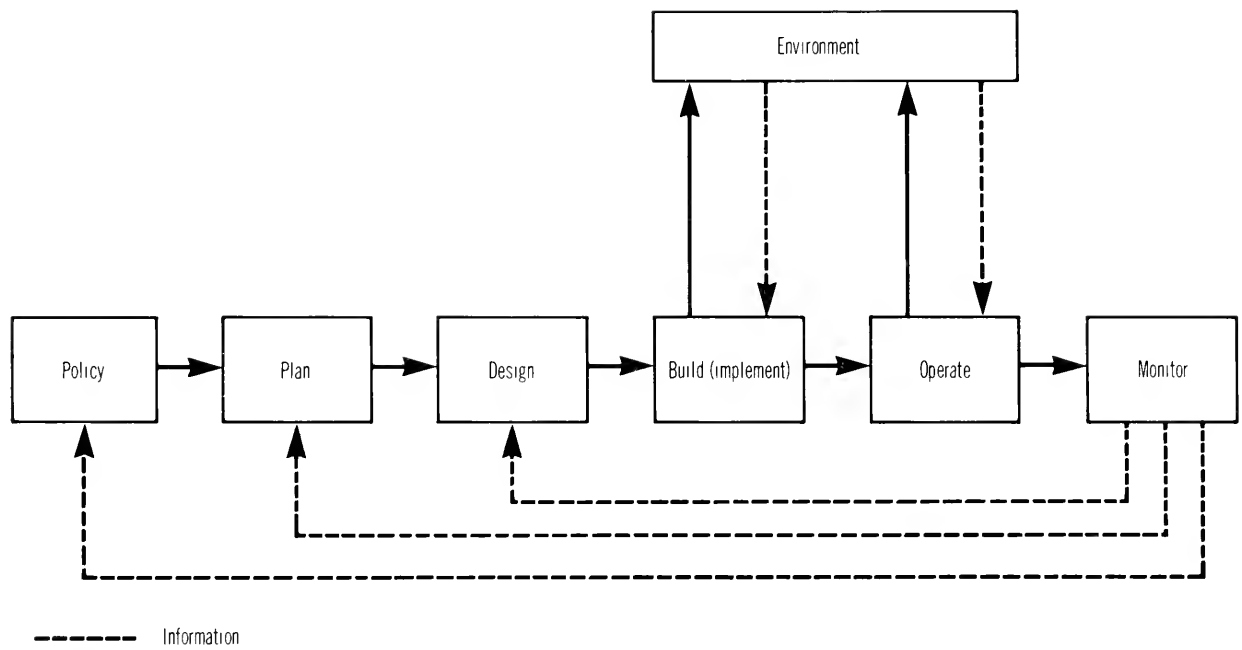 Environment
Policy
Plan
Design
Build (implement)
Operate
Monitor
Information